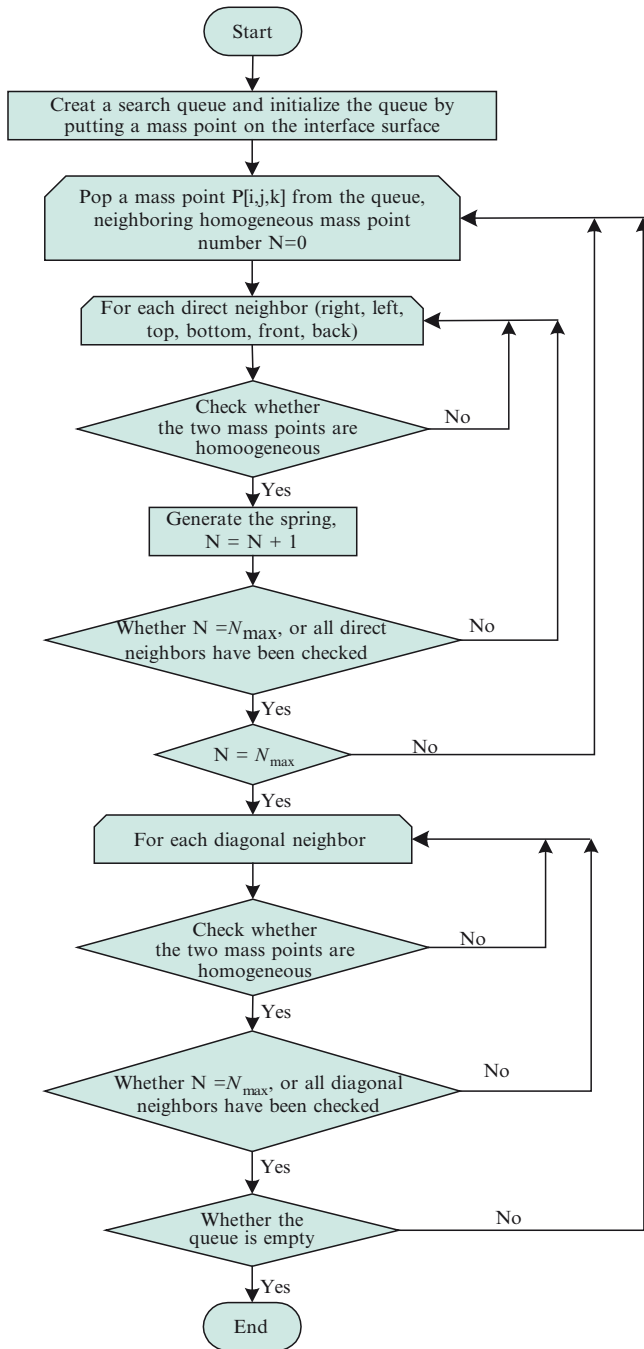 Start
Creat a search queue and initialize the queue by
putting a mass point on the interface surface
Pop a mass point P[i,j,k] from the queue,
neighboring homogeneous mass point
number N=0
For each direct neighbor (right, left,
top, bottom, front, back)
Check whether
the two mass points are
homoogeneous
No
Yes
Generate the spring,
N = N + 1
Whether N =Nmax, or all direct
neighbors have been checked
No
Yes
N = Nmax
No
Yes
For each diagonal neighbor
Check whether
the two mass points are
homogeneous
No
Yes
Whether N =Nmax, or all diagonal
neighbors have been checked
No
Yes
Whether the
queue is empty
No
Yes
End